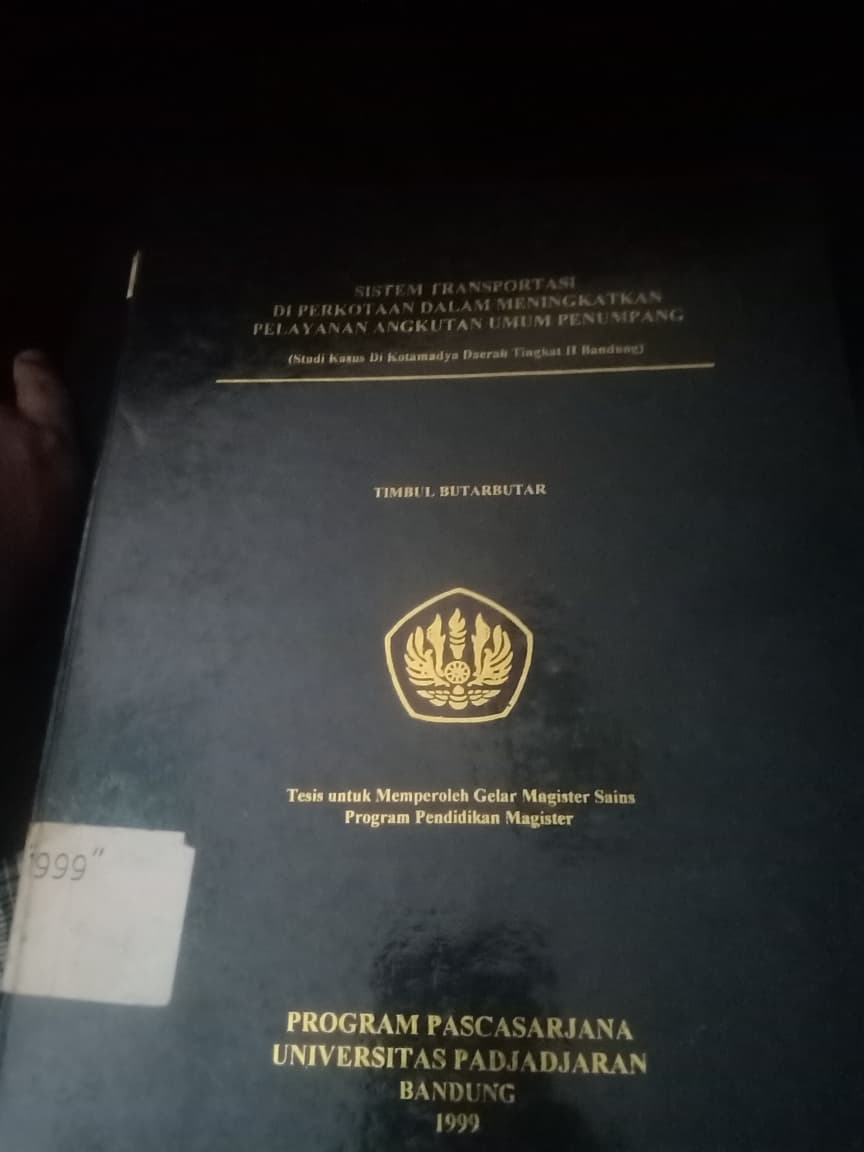 SISTEM TRANSPORTASI
DI PERKOTAAN DALAM MENINGKATKAN
PELAYANAN ANGKUTAN UMUM PENUMPANG
(Studi Kasus Di Kotamadya Daerah Tingkat II Bandung)
TIMBUL BUTARBUTAR
Tesis untuk Memperoleh Gelar Magister Sains
Program Pendidikan Magister
"1999"
PROGRAM PASCASARJANA
UNIVERSITAS PADJADJARAN
BANDUNG
1999